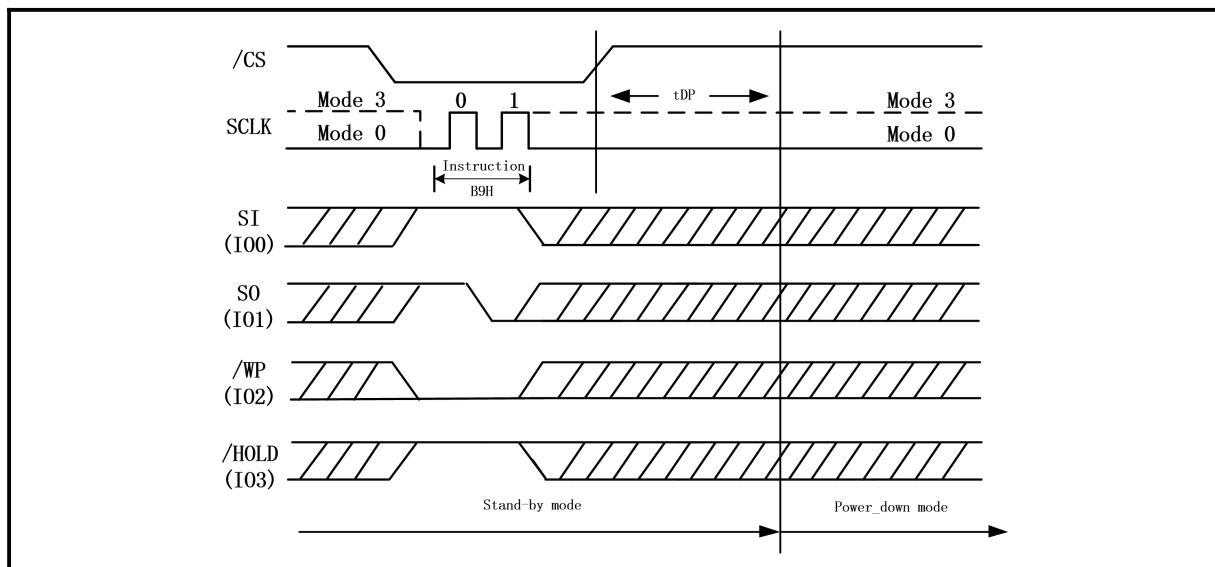 /CS
tDP
Mode 3 0 1 Mode 3
SCLK
Mode 0 Mode 0
Instruction
B9H
SI
(IO0)
SO
(IO1)
/WP
(IO2)
/HOLD
(IO3)
Stand-by mode Power_down mode